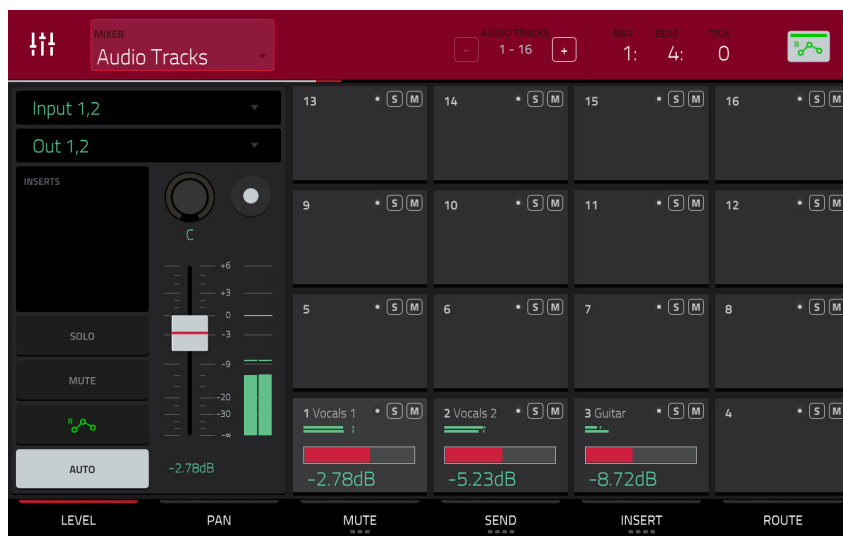 MIXER
Audio Tracks
AUDIO TRACKS
- 1 - 16 +
BAR BEAT TICK
1: 4: 0
R
Input 1,2
Out 1,2
INSERTS
C
+6
+3
0
-3
-9
-20
-30
-∞
SOLO
MUTE
R
AUTO
-2.78dB
13 S M
14 S M
15 S M
16 S M
9 S M
10 S M
11 S M
12 S M
5 S M
6 S M
7 S M
8 S M
1 Vocals 1 S M
-2.78dB
2 Vocals 2 S M
-5.23dB
3 Guitar S M
-8.72dB
4 S M
LEVEL PAN MUTE SEND INSERT ROUTE